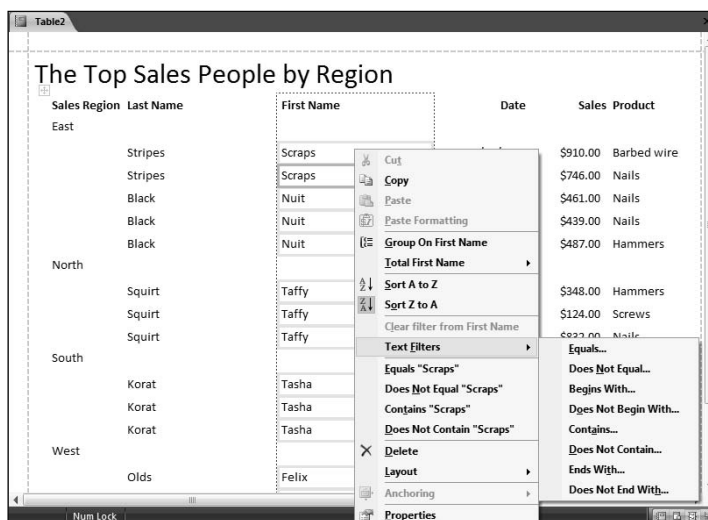 Table2
The Top Sales People by Region
Sales Region Last Name First Name Date Sales Product
East
Stripes Scraps $910.00 Barbed wire
Stripes Scraps $746.00 Nails
Black Nuit $461.00 Nails
Black Nuit $439.00 Nails
Black Nuit $487.00 Hammers
North
Squirt Taffy $348.00 Hammers
Squirt Taffy $124.00 Screws
Squirt Taffy $832.00 Nails
South
Korat Tasha
Korat Tasha
Korat Tasha
West
Olds Felix
Cut
Copy
Paste
Paste Formatting
Group On First Name
Total First Name
Sort A to Z
Sort Z to A
Clear filter from First Name
Text Filters
Equals "Scraps"
Does Not Equal "Scraps"
Contains "Scraps"
Does Not Contain "Scraps"
Delete
Layout
Anchoring
Properties
Equals...
Does Not Equal...
Begins With...
Does Not Begin With...
Contains...
Does Not Contain...
Ends With...
Does Not End With...
Num Lock